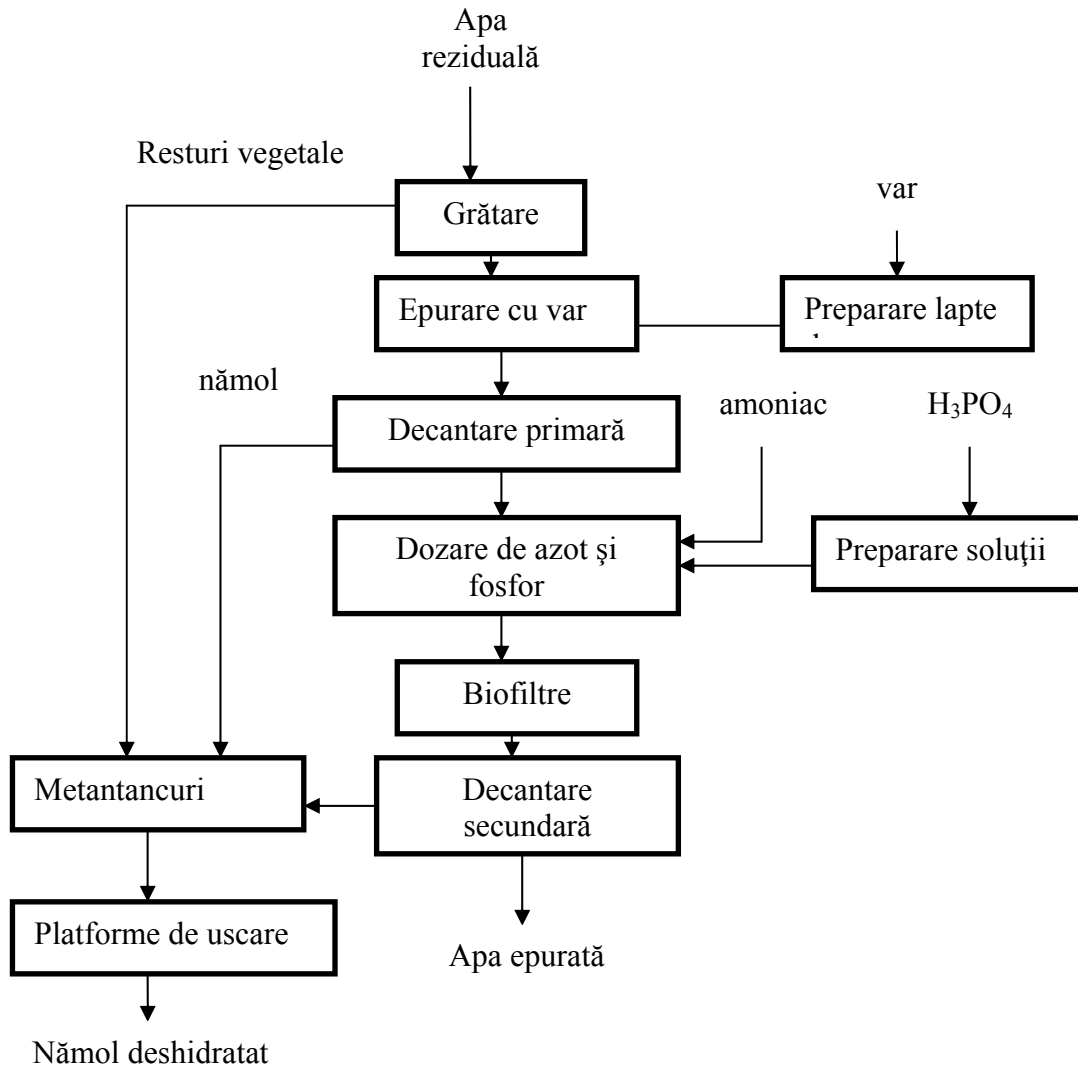 Apa
reziduală
Resturi vegetale
Grătare
var
Epurare cu var
Preparare lapte
nămol
amoniac
H₃PO₄
Decantare primară
Dozare de azot şi
fosfor
Preparare soluţii
Biofiltre
Metantancuri
Decantare
secundară
Platforme de uscare
Apa epurată
Nămol deshidratat